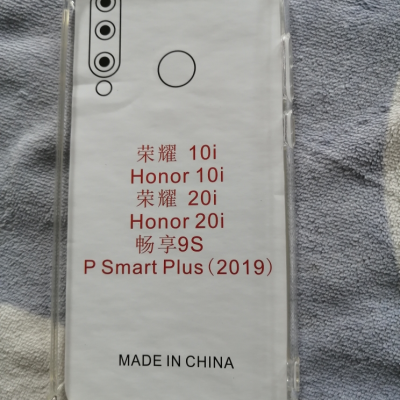 荣耀 10i
Honor 10i
荣耀 20i
Honor 20i
畅享9S
P Smart Plus(2019)
MADE IN CHINA